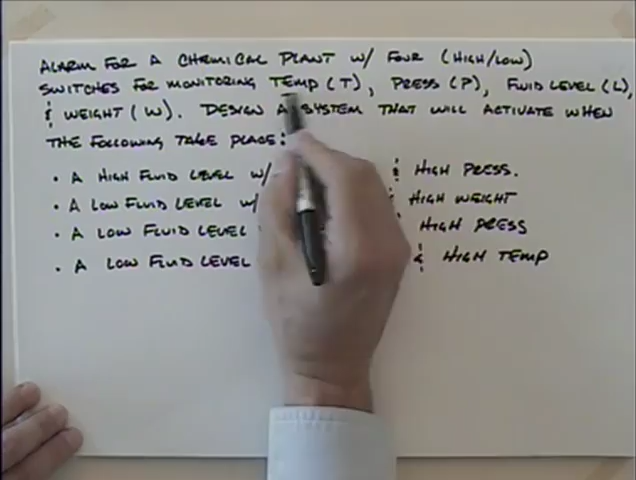 ALARM FOR A CHEMICAL PLANT W/ FOUR (HIGH/LOW)
SWITCHES FOR MONITORING TEMP (T), PRESS (P), FLUID LEVEL (L),
& WEIGHT (W). DESIGN A SYSTEM THAT WILL ACTIVATE WHEN
THE FOLLOWING TAKE PLACE:
• A HIGH FLUID LEVEL W/ & HIGH PRESS.
• A LOW FLUID LEVEL W/ & HIGH WEIGHT
• A LOW FLUID LEVEL HIGH PRESS
• A LOW FLUID LEVEL & HIGH TEMP